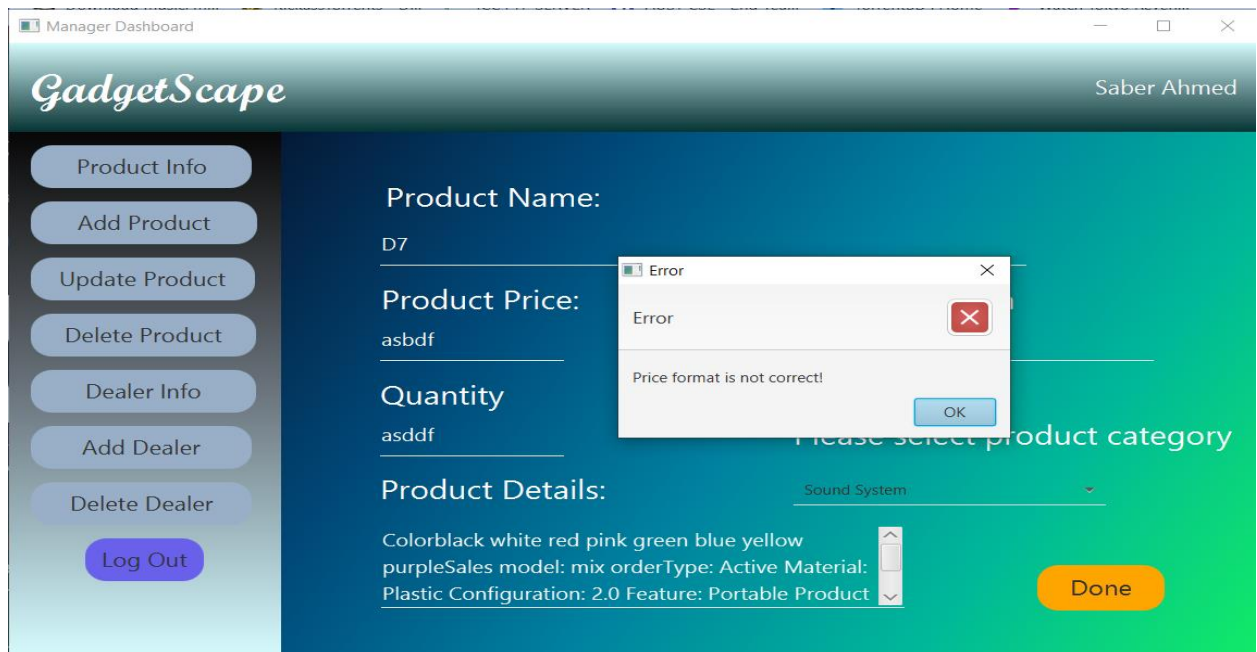 Manager Dashboard
GadgetScape
Saber Ahmed
Product Info
Add Product
Update Product
Delete Product
Dealer Info
Add Dealer
Delete Dealer
Log Out
Product Name:
D7
Product Price:
asbdf
Quantity
asddf
Product Details:
Colorblack white red pink green blue yellow
purpleSales model: mix orderType: Active Material:
Plastic Configuration: 2.0 Feature: Portable Product
Error
Error
Price format is not correct!
OK
Please select product category
Sound System
Done